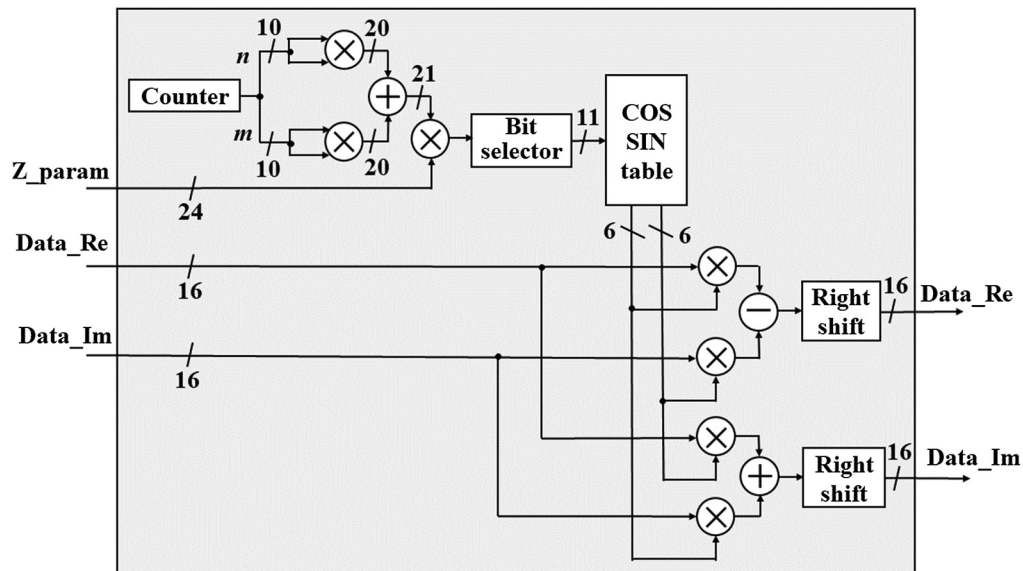 10
20
n
21
Counter
COS
SIN
table
Bit
selector
11
m
10
20
Z_param
24
6
6
Data_Re
16
Right
shift
16
Data_Re
Data_Im
16
Right
shift
16
Data_Im